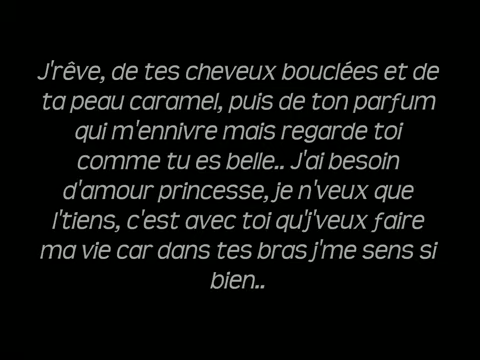 J'rêve, de tes cheveux bouclées et de
ta peau caramel, puis de ton parfum
qui m'ennivre mais regarde toi
comme tu es belle.. J'ai besoin
d'amour princesse, je n'veux que
l'tiens, c'est avec toi qu'j'veux faire
ma vie car dans tes bras j'me sens si
bien..